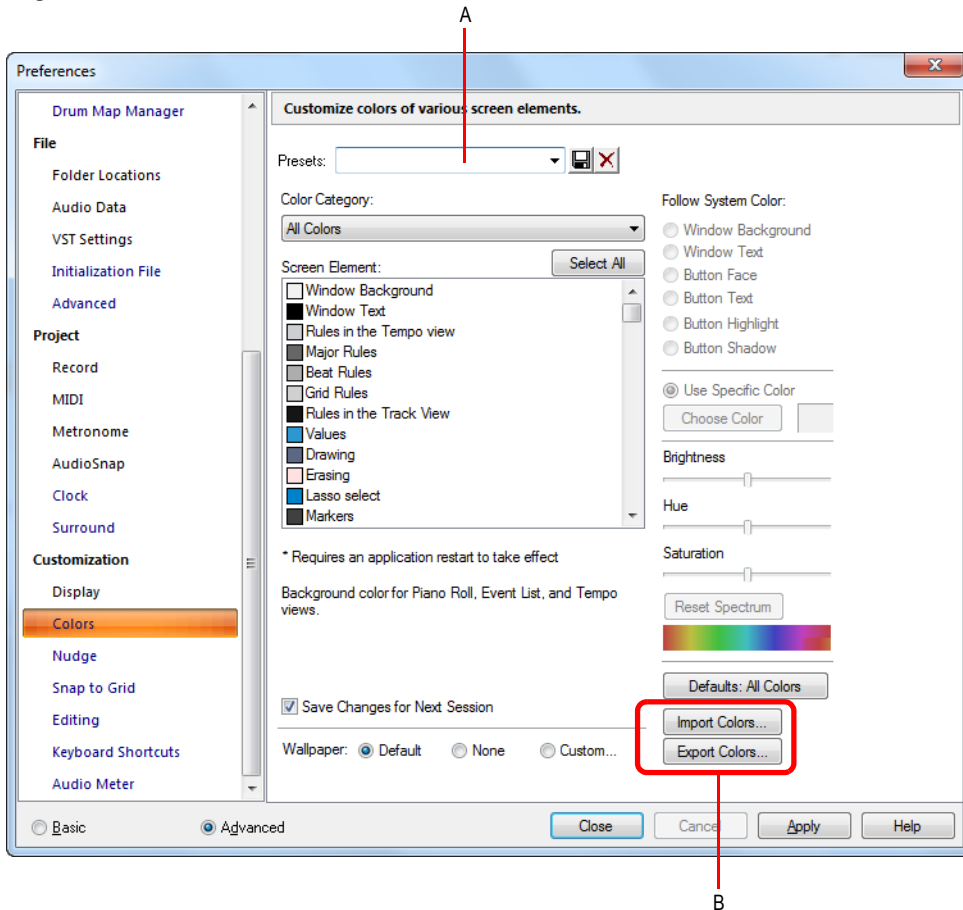 A
Preferences
Drum Map Manager
File
Folder Locations
Audio Data
VST Settings
Initialization File
Advanced
Project
Record
MIDI
Metronome
AudioSnap
Clock
Surround
Customization
Display
Colors
Nudge
Snap to Grid
Editing
Keyboard Shortcuts
Audio Meter
Basic
Advanced
Customize colors of various screen elements.
Presets:
Color Category:
All Colors
Screen Element:
Select All
Window Background
Window Text
Rules in the Tempo view
Major Rules
Beat Rules
Grid Rules
Rules in the Track View
Values
Drawing
Erasing
Lasso select
Markers
* Requires an application restart to take effect
Background color for Piano Roll, Event List, and Tempo
views.
Save Changes for Next Session
Wallpaper: Default None Custom...
Follow System Color:
Window Background
Window Text
Button Face
Button Text
Button Highlight
Button Shadow
Use Specific Color
Choose Color
Brightness
Hue
Saturation
Reset Spectrum
Defaults: All Colors
Import Colors...
Export Colors...
Close
Cancel
Apply
Help
B